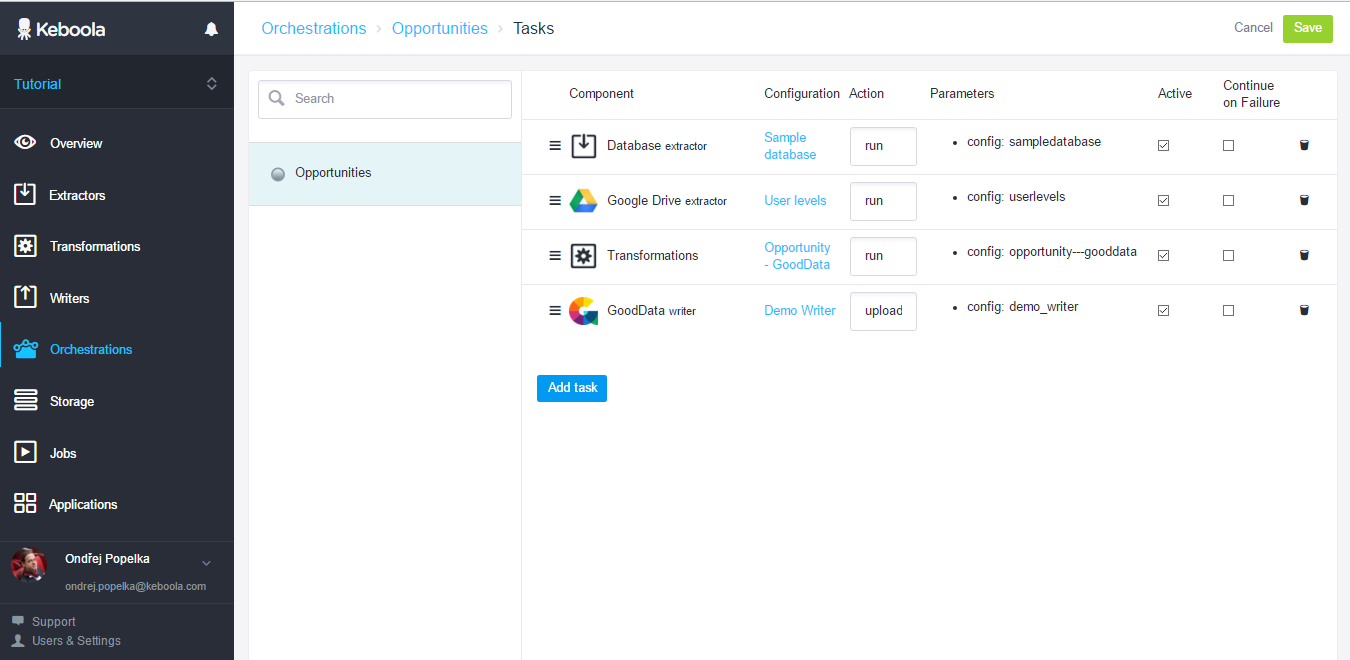 Keboola
Orchestrations › Opportunities › Tasks
Cancel
Save
Tutorial
Overview
Extractors
Transformations
Writers
Orchestrations
Storage
Jobs
Applications
Ondřej Popelka
ondrej.popelka@keboola.com
Support
Users & Settings
Search
Opportunities
Component Configuration Action Parameters Active Continue
on Failure
Database extractor
Sample
database
run
• config: sampledatabase
Google Drive extractor
User levels
run
• config: userlevels
Transformations
Opportunity
- GoodData
run
• config: opportunity---gooddata
GoodData writer
Demo Writer
upload
• config: demo_writer
Add task